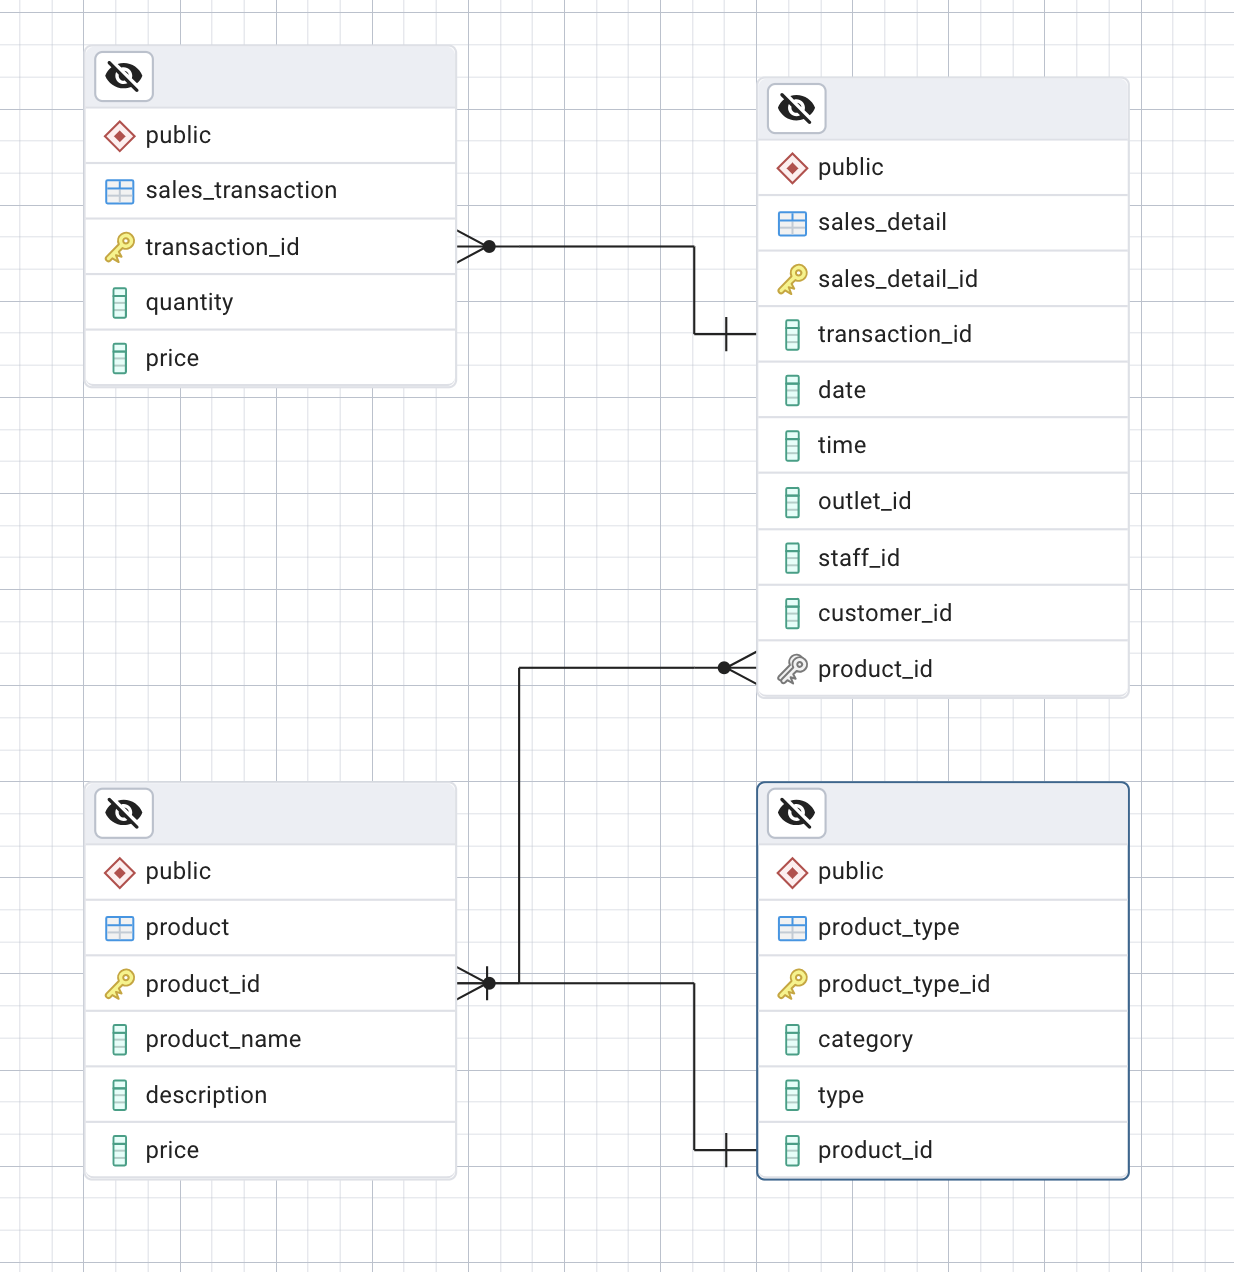 public
sales_transaction
transaction_id
quantity
price
public
sales_detail
sales_detail_id
transaction_id
date
time
outlet_id
staff_id
customer_id
product_id
public
product
product_id
product_name
description
price
public
product_type
product_type_id
category
type
product_id